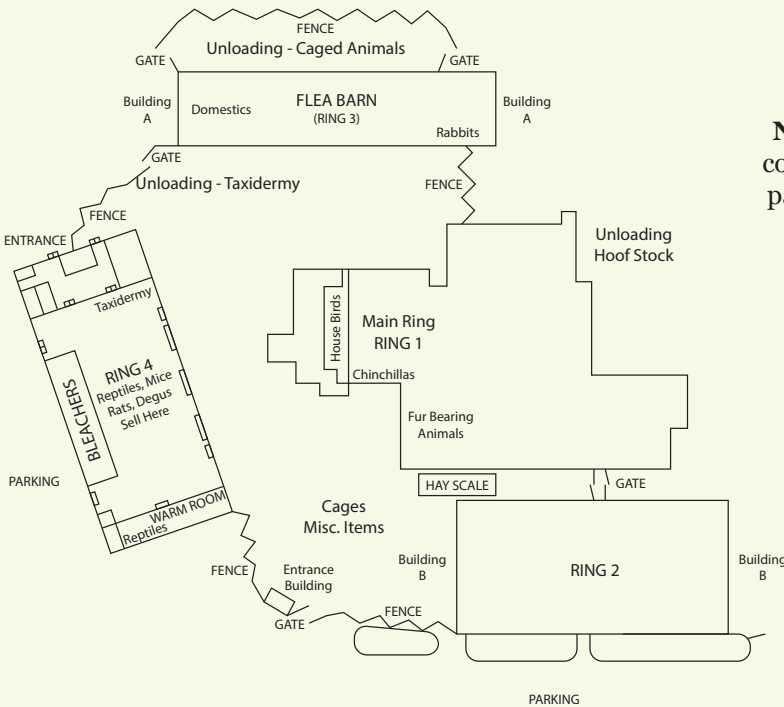 FENCE
Unloading - Caged Animals
GATE
GATE
Building
A
Domestics
FLEA BARN
(RING 3)
Rabbits
Building
A
GATE
Unloading - Taxidermy
FENCE
FENCE
ENTRANCE
Taxidermy
RING 4
Reptiles, Mice
Rats, Degus
Sell Here
BLEACHERS
WARM ROOM
Reptiles
PARKING
Unloading
Hoof Stock
House Birds
Main Ring
RING 1
Chinchillas
Fur Bearing
Animals
HAY SCALE
GATE
Cages
Misc. Items
FENCE
Entrance
Building
GATE
FENCE
Building
B
RING 2
Building
B
PARKING